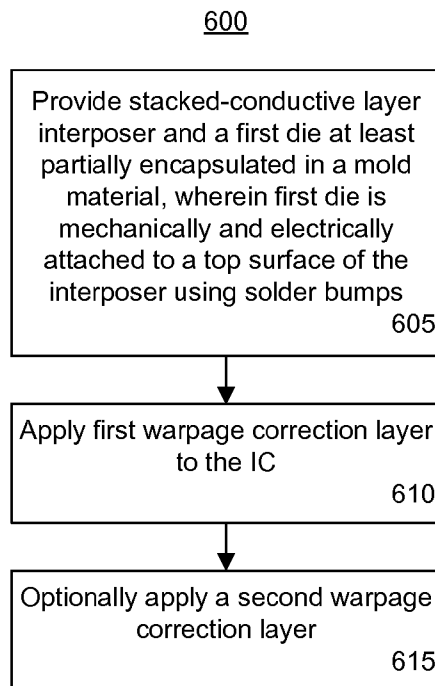 600
Provide stacked-conductive layer
interposer and a first die at least
partially encapsulated in a mold
material, wherein first die is
mechanically and electrically
attached to a top surface of the
interposer using solder bumps
605
Apply first warpage correction layer
to the IC
610
Optionally apply a second warpage
correction layer
615